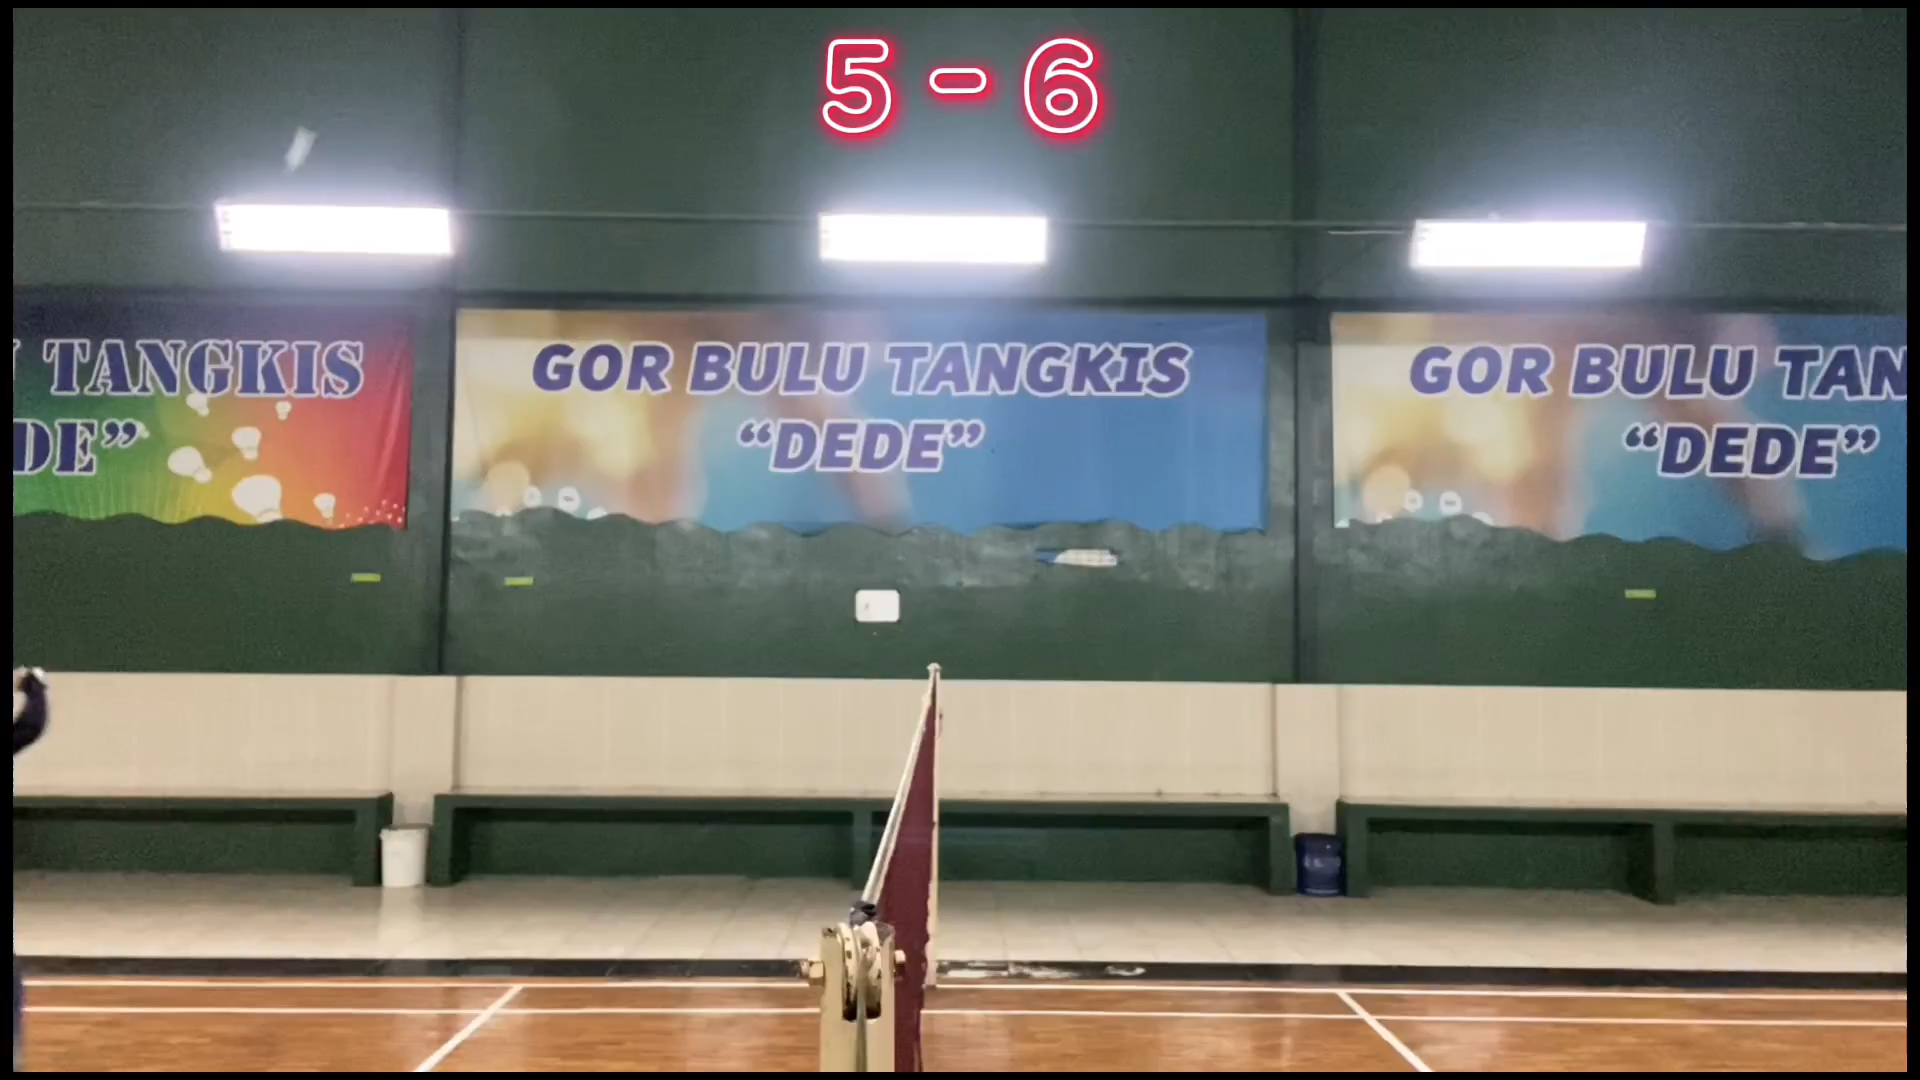 5 - 6
TANGKIS
DE”
GOR BULU TANGKIS
“DEDE”
GOR BULU TAN
“DEDE”